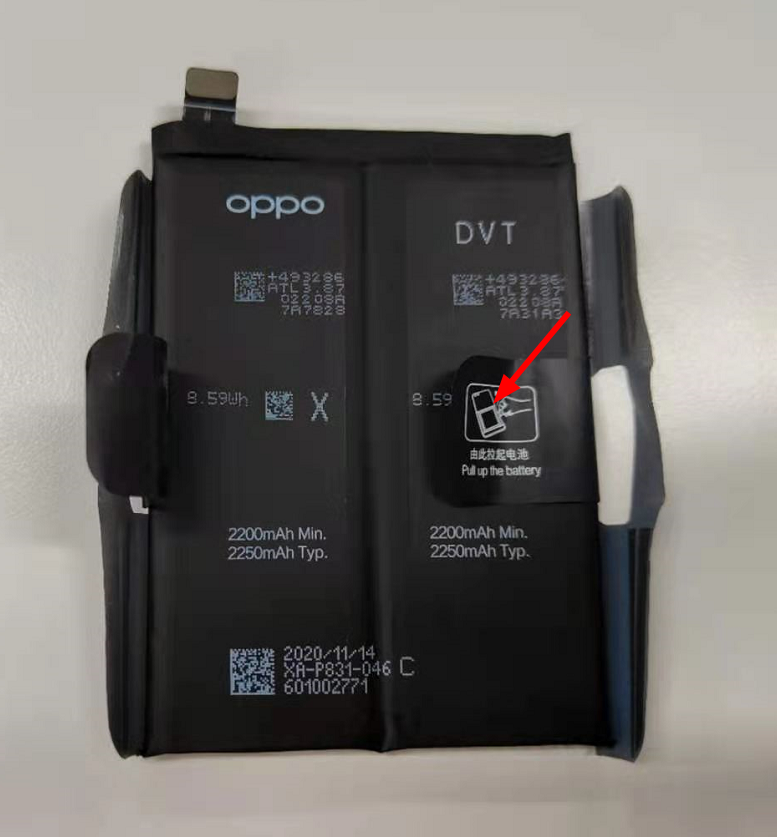 oppo
DVT
+493286
ATL3.87
02208A
7A7828
+493286
ATL3.87
02208A
7A31A3
8.59Wh
X
8.59
由此拉起电池
Pull up the battery
2200mAh Min.
2250mAh Typ.
2200mAh Min.
2250mAh Typ.
2020/11/14
XA-P831-046 C
601002771